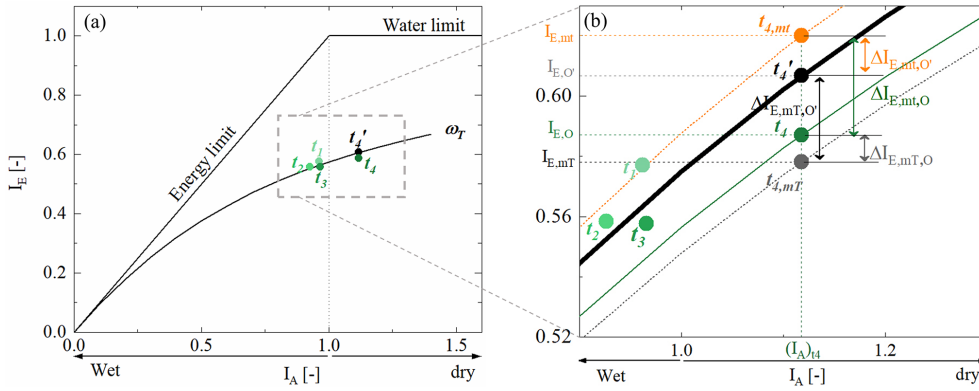 (a)
Water limit
Energy limit
ω_T
t_4'
t_1
t_2
t_3
t_4
I_E [-]
1.0
0.8
0.6
0.4
0.2
0.0
0.0
0.5
1.0
1.5
Wet
I_A [-]
dry
(b)
t_4,mt
I_E,mt
ΔI_E,mt,O'
t_4'
I_E,O'
0.60
ΔI_E,mT,O'
ΔI_E,mt,O
t_4
I_E,O
I_E,mT
ΔI_E,mT,O
t_1
t_4,mT
0.56
t_2
t_3
0.52
1.0
(I_A)_t4
1.2
Wet
I_A [-]
dry